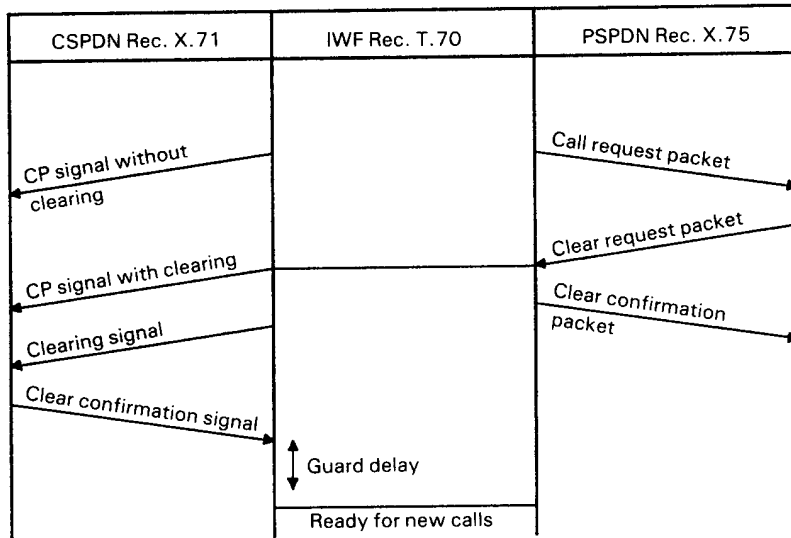 CSPDN Rec. X.71
IWF Rec. T.70
PSPDN Rec. X.75
CP signal without
clearing
Call request packet
Clear request packet
CP signal with clearing
Clear confirmation
packet
Clearing signal
Clear confirmation signal
Guard delay
Ready for new calls